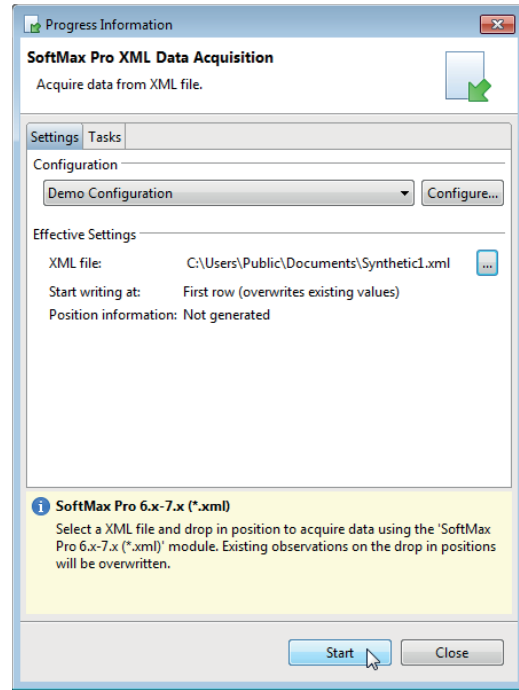 Progress Information
SoftMax Pro XML Data Acquisition
Acquire data from XML file.
Settings Tasks
Configuration
Demo Configuration Configure...
Effective Settings
XML file: C:\Users\Public\Documents\Synthetic1.xml ...
Start writing at: First row (overwrites existing values)
Position information: Not generated
SoftMax Pro 6.x-7.x (*.xml)
Select a XML file and drop in position to acquire data using the 'SoftMax
Pro 6.x-7.x (*.xml)' module. Existing observations on the drop in positions
will be overwritten.
Start Close